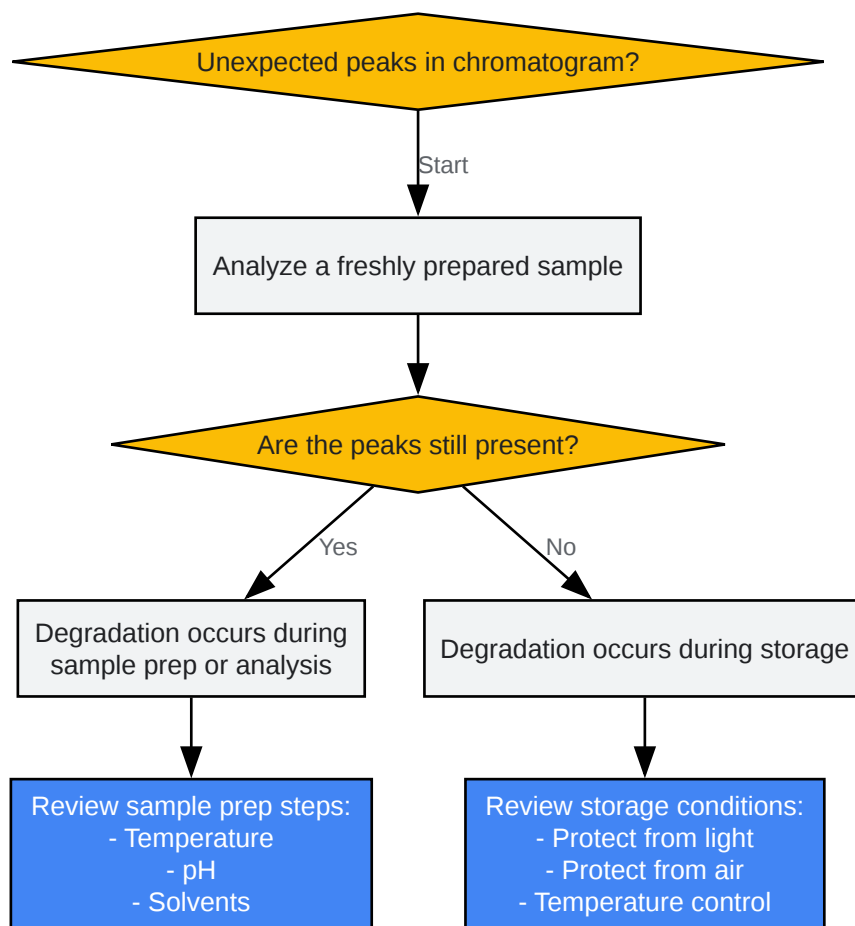 Unexpected peaks in chromatogram?
Start
Analyze a freshly prepared sample
Are the peaks still present?
Yes
No
Degradation occurs during
sample prep or analysis
Degradation occurs during storage
Review sample prep steps:
- Temperature
- pH
- Solvents
Review storage conditions:
- Protect from light
- Protect from air
- Temperature control